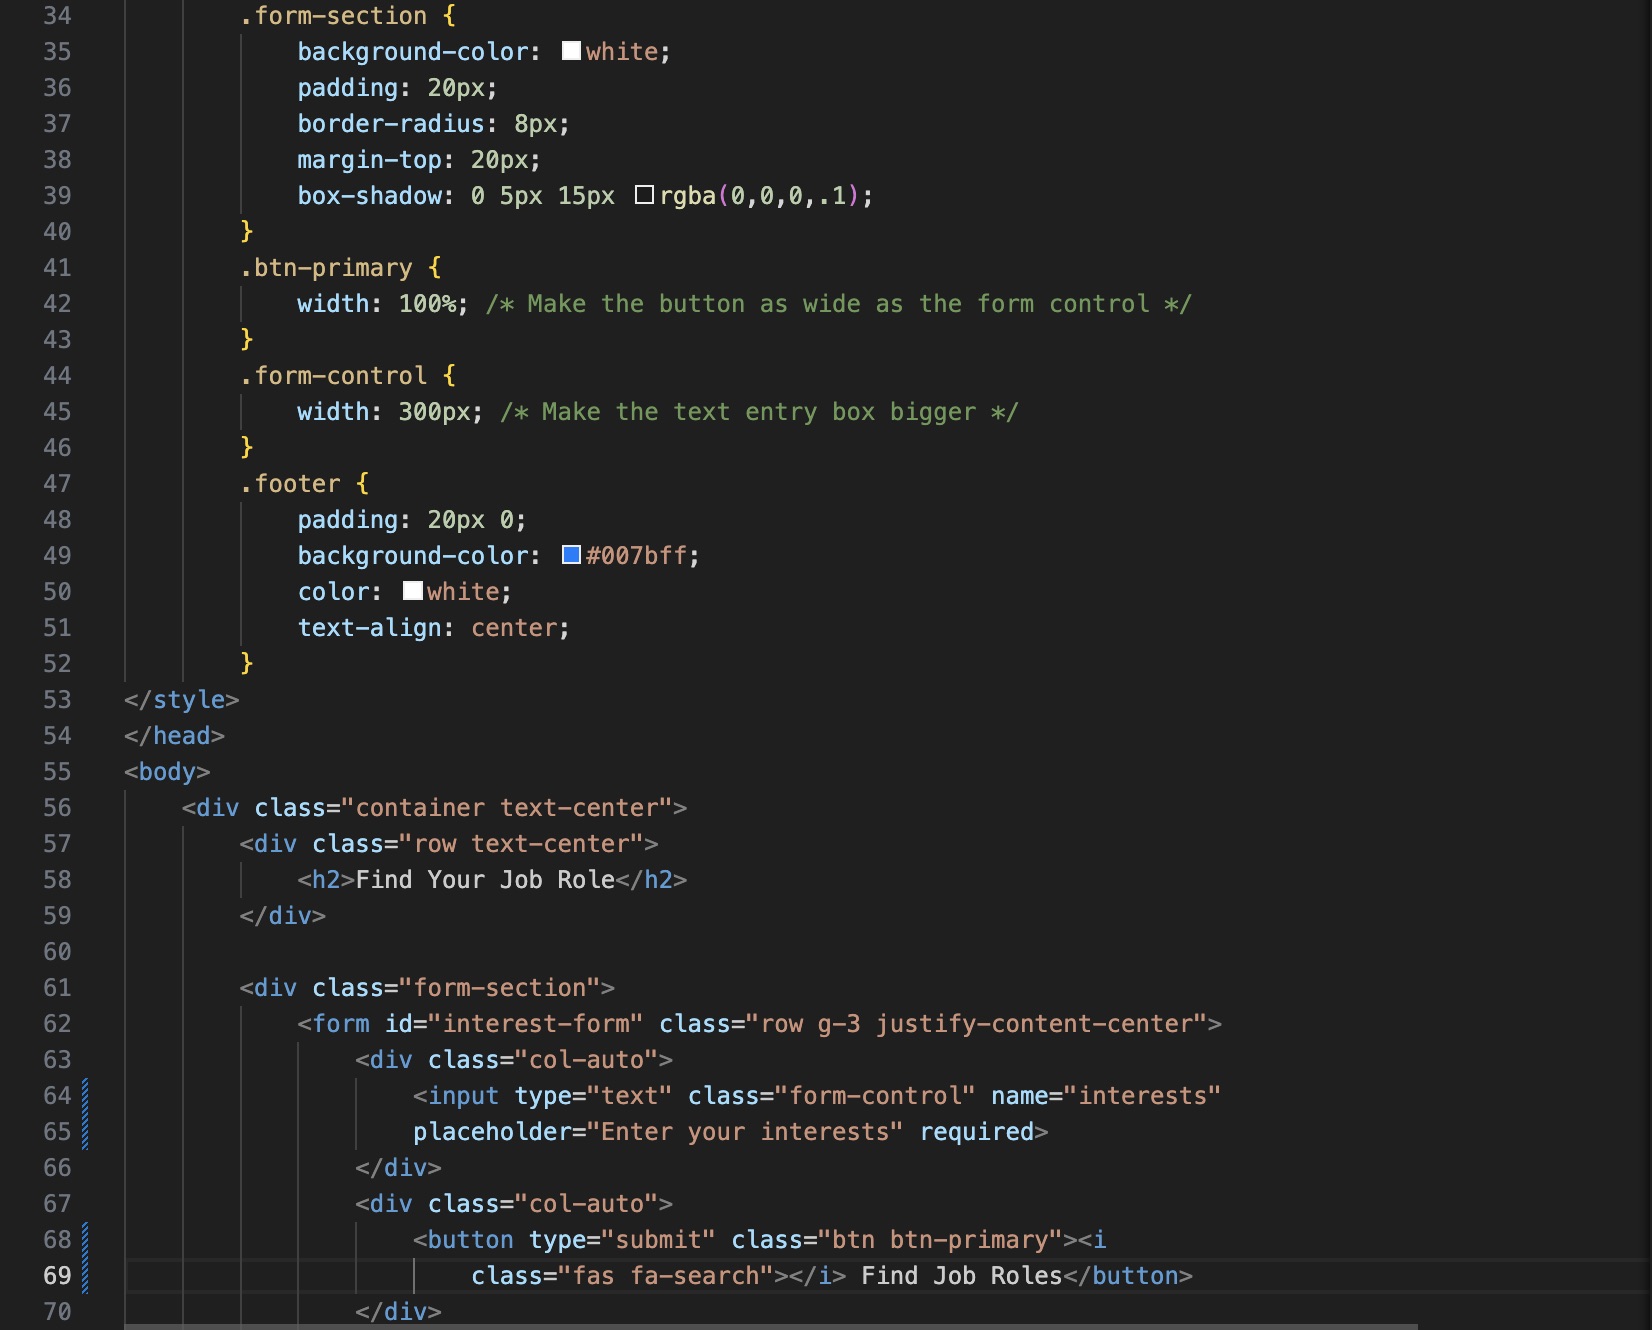 34 .form-section {
35 background-color: white;
36 padding: 20px;
37 border-radius: 8px;
38 margin-top: 20px;
39 box-shadow: 0 5px 15px rgba(0,0,0,.1);
40 }
41 .btn-primary {
42 width: 100%; /* Make the button as wide as the form control */
43 }
44 .form-control {
45 width: 300px; /* Make the text entry box bigger */
46 }
47 .footer {
48 padding: 20px 0;
49 background-color: #007bff;
50 color: white;
51 text-align: center;
52 }
53 </style>
54 </head>
55 <body>
56 <div class="container text-center">
57 <div class="row text-center">
58 <h2>Find Your Job Role</h2>
59 </div>
60
61 <div class="form-section">
62 <form id="interest-form" class="row g-3 justify-content-center">
63 <div class="col-auto">
64 <input type="text" class="form-control" name="interests"
65 placeholder="Enter your interests" required>
66 </div>
67 <div class="col-auto">
68 <button type="submit" class="btn btn-primary"><i
69 class="fas fa-search"></i> Find Job Roles</button>
70 </div>